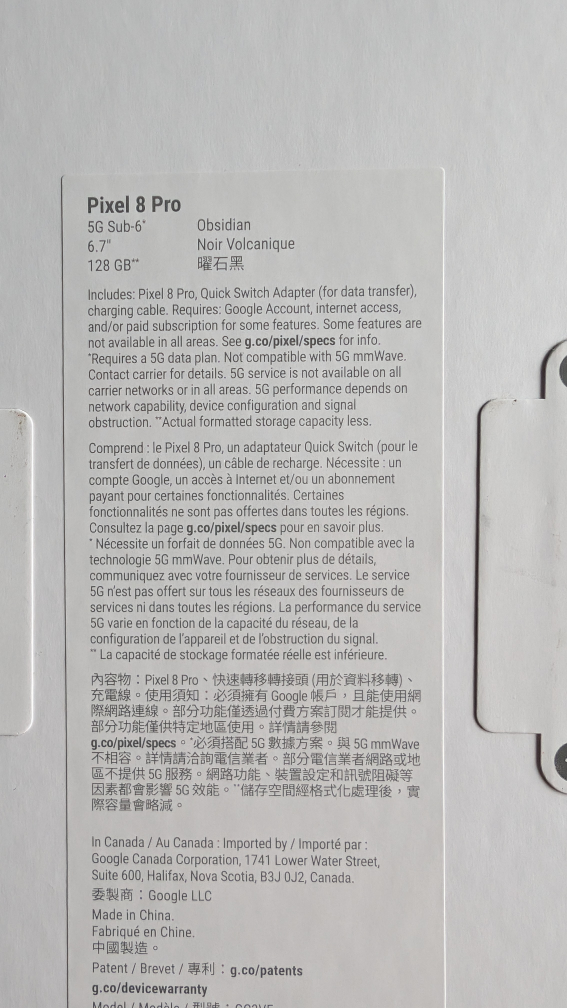 Pixel 8 Pro
5G Sub-6*
Obsidian
6.7"
Noir Volcanique
128 GB**
曜石黑
Includes: Pixel 8 Pro, Quick Switch Adapter (for data transfer),
charging cable. Requires: Google Account, internet access,
and/or paid subscription for some features. Some features are
not available in all areas. See g.co/pixel/specs for info.
*Requires a 5G data plan. Not compatible with 5G mmWave.
Contact carrier for details. 5G service is not available on all
carrier networks or in all areas. 5G performance depends on
network capability, device configuration and signal
obstruction. **Actual formatted storage capacity less.
Comprend : le Pixel 8 Pro, un adaptateur Quick Switch (pour le
transfert de données), un câble de recharge. Nécessite : un
compte Google, un accès à Internet et/ou un abonnement
payant pour certaines fonctionnalités. Certaines
fonctionnalités ne sont pas offertes dans toutes les régions.
Consultez la page g.co/pixel/specs pour en savoir plus.
* Nécessite un forfait de données 5G. Non compatible avec la
technologie 5G mmWave. Pour obtenir plus de détails,
communiquez avec votre fournisseur de services. Le service
5G n'est pas offert sur tous les réseaux des fournisseurs de
services ni dans toutes les régions. La performance du service
5G varie en fonction de la capacité du réseau, de la
configuration de l'appareil et de l'obstruction du signal.
** La capacité de stockage formatée réelle est inférieure.
內容物：Pixel 8 Pro、快速轉移轉接頭 (用於資料移轉)、
充電線。使用須知：必須擁有 Google 帳戶，且能使用網
際網路連線。部分功能僅透過付費方案訂閱才能提供。
部分功能僅供特定地區使用。詳情請參閱
g.co/pixel/specs。*必須搭配 5G 數據方案。與 5G mmWave
不相容。詳情請洽詢電信業者。部分電信業者網路或地
區不提供 5G 服務。網路功能、裝置設定和訊號阻礙等
因素都會影響 5G 效能。**儲存空間經格式化處理後，實
際容量會略減。
In Canada / Au Canada : Imported by / Importé par :
Google Canada Corporation, 1741 Lower Water Street,
Suite 600, Halifax, Nova Scotia, B3J 0J2, Canada.
委製商：Google LLC
Made in China.
Fabriqué en Chine.
中國製造。
Patent / Brevet / 專利：g.co/patents
g.co/devicewarranty
Model / Modèle / 型號：